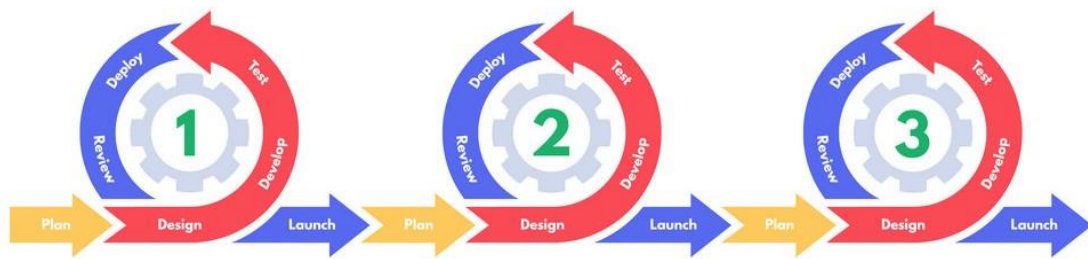 Deploy
Test
Review
1
Develop
Plan
Design
Launch
Deploy
Test
Review
2
Develop
Plan
Design
Launch
Deploy
Test
Review
3
Develop
Plan
Design
Launch